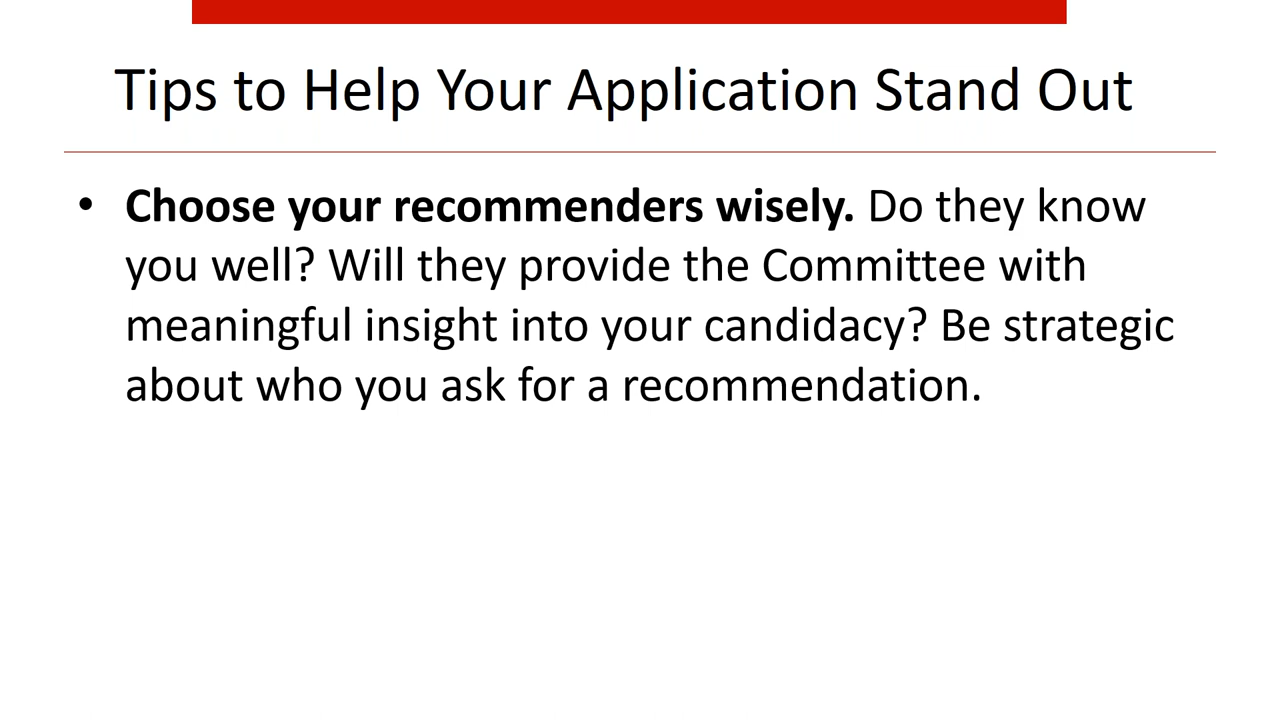 Tips to Help Your Application Stand Out
• Choose your recommenders wisely. Do they know
you well? Will they provide the Committee with
meaningful insight into your candidacy? Be strategic
about who you ask for a recommendation.